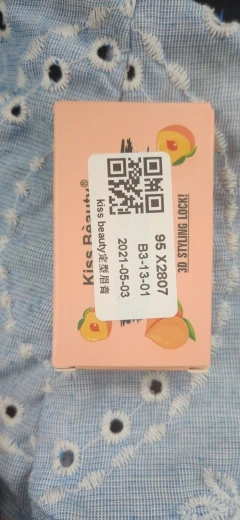 Kiss Beauty®
3D STYLING LOCK!
95 X2807
B3-13-01
2021-05-03
kiss beauty定型眉膏